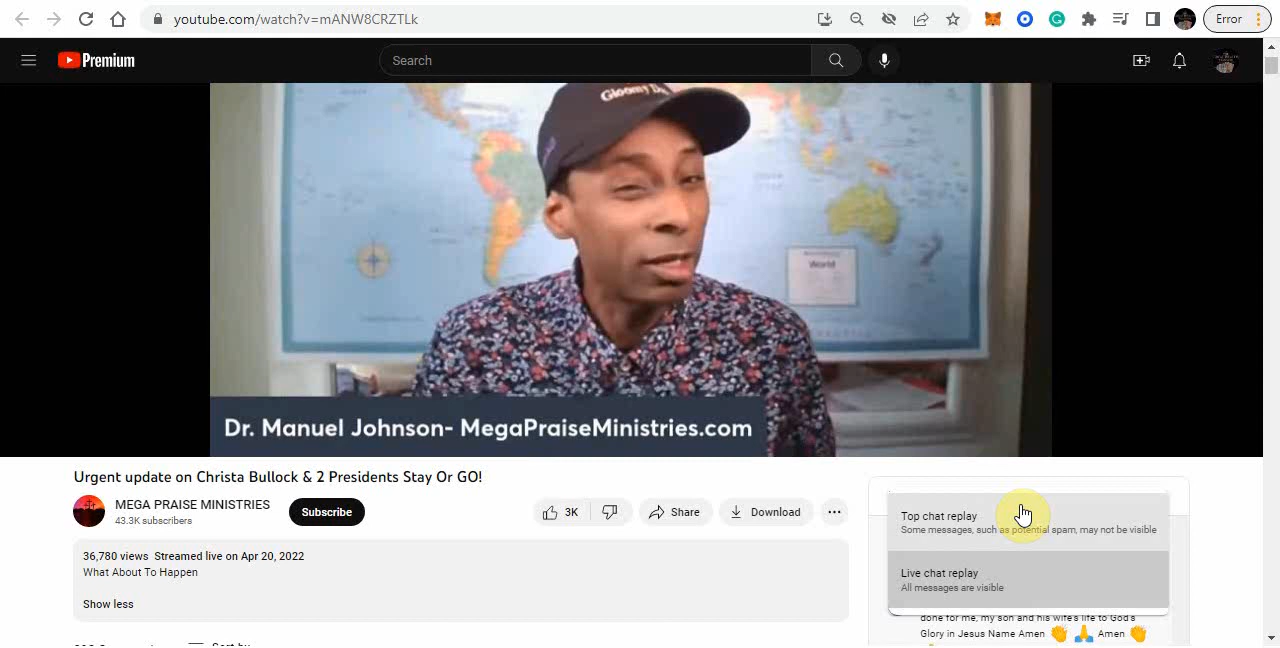 youtube.com/watch?v=mANW8CRZTLk
Error
Premium
Search
World
Dr. Manuel Johnson- MegaPraiseMinistries.com
Urgent update on Christa Bullock & 2 Presidents Stay Or GO!
MEGA PRAISE MINISTRIES
43.3K subscribers
Subscribe
3K
Share
Download
36,780 views Streamed live on Apr 20, 2022
What About To Happen
Show less
Top chat replay
Some messages, such as potential spam, may not be visible
Live chat replay
All messages are visible
done for me, my son and his wife's life to God's
Glory in Jesus Name Amen 👏 🙏 Amen 👏